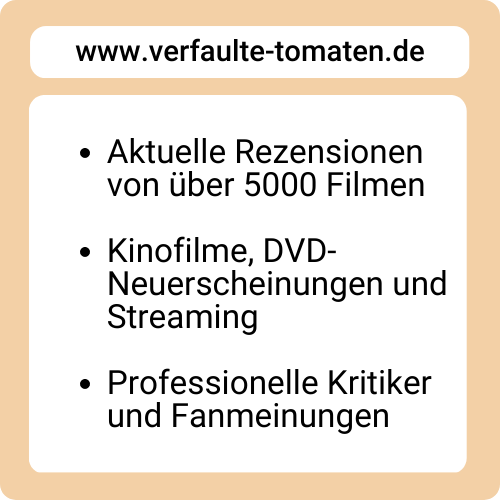 www.verfaulte-tomaten.de
• Aktuelle Rezensionen
von über 5000 Filmen
• Kinofilme, DVD-
Neuerscheinungen und
Streaming
• Professionelle Kritiker
und Fanmeinungen